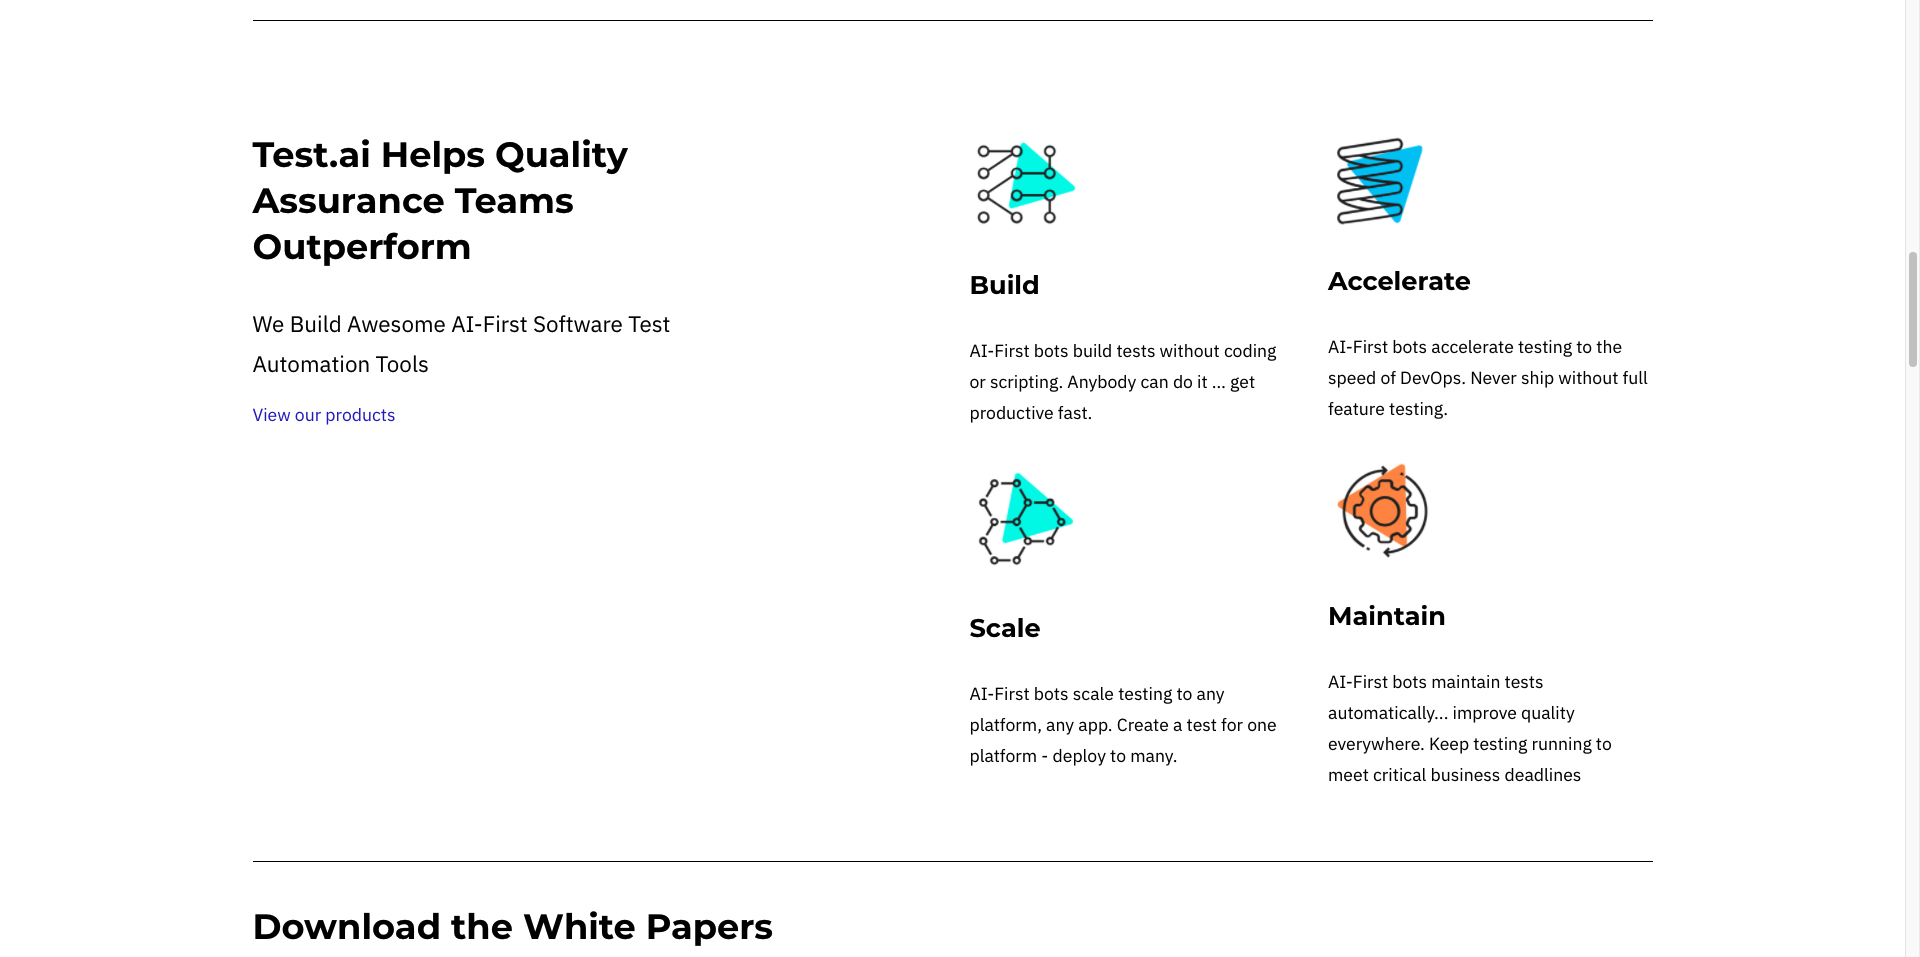 Test.ai Helps Quality
Assurance Teams
Outperform
We Build Awesome AI-First Software Test
Automation Tools
View our products
Build
AI-First bots build tests without coding
or scripting. Anybody can do it ... get
productive fast.
Accelerate
AI-First bots accelerate testing to the
speed of DevOps. Never ship without full
feature testing.
Scale
AI-First bots scale testing to any
platform, any app. Create a test for one
platform - deploy to many.
Maintain
AI-First bots maintain tests
automatically... improve quality
everywhere. Keep testing running to
meet critical business deadlines
Download the White Papers